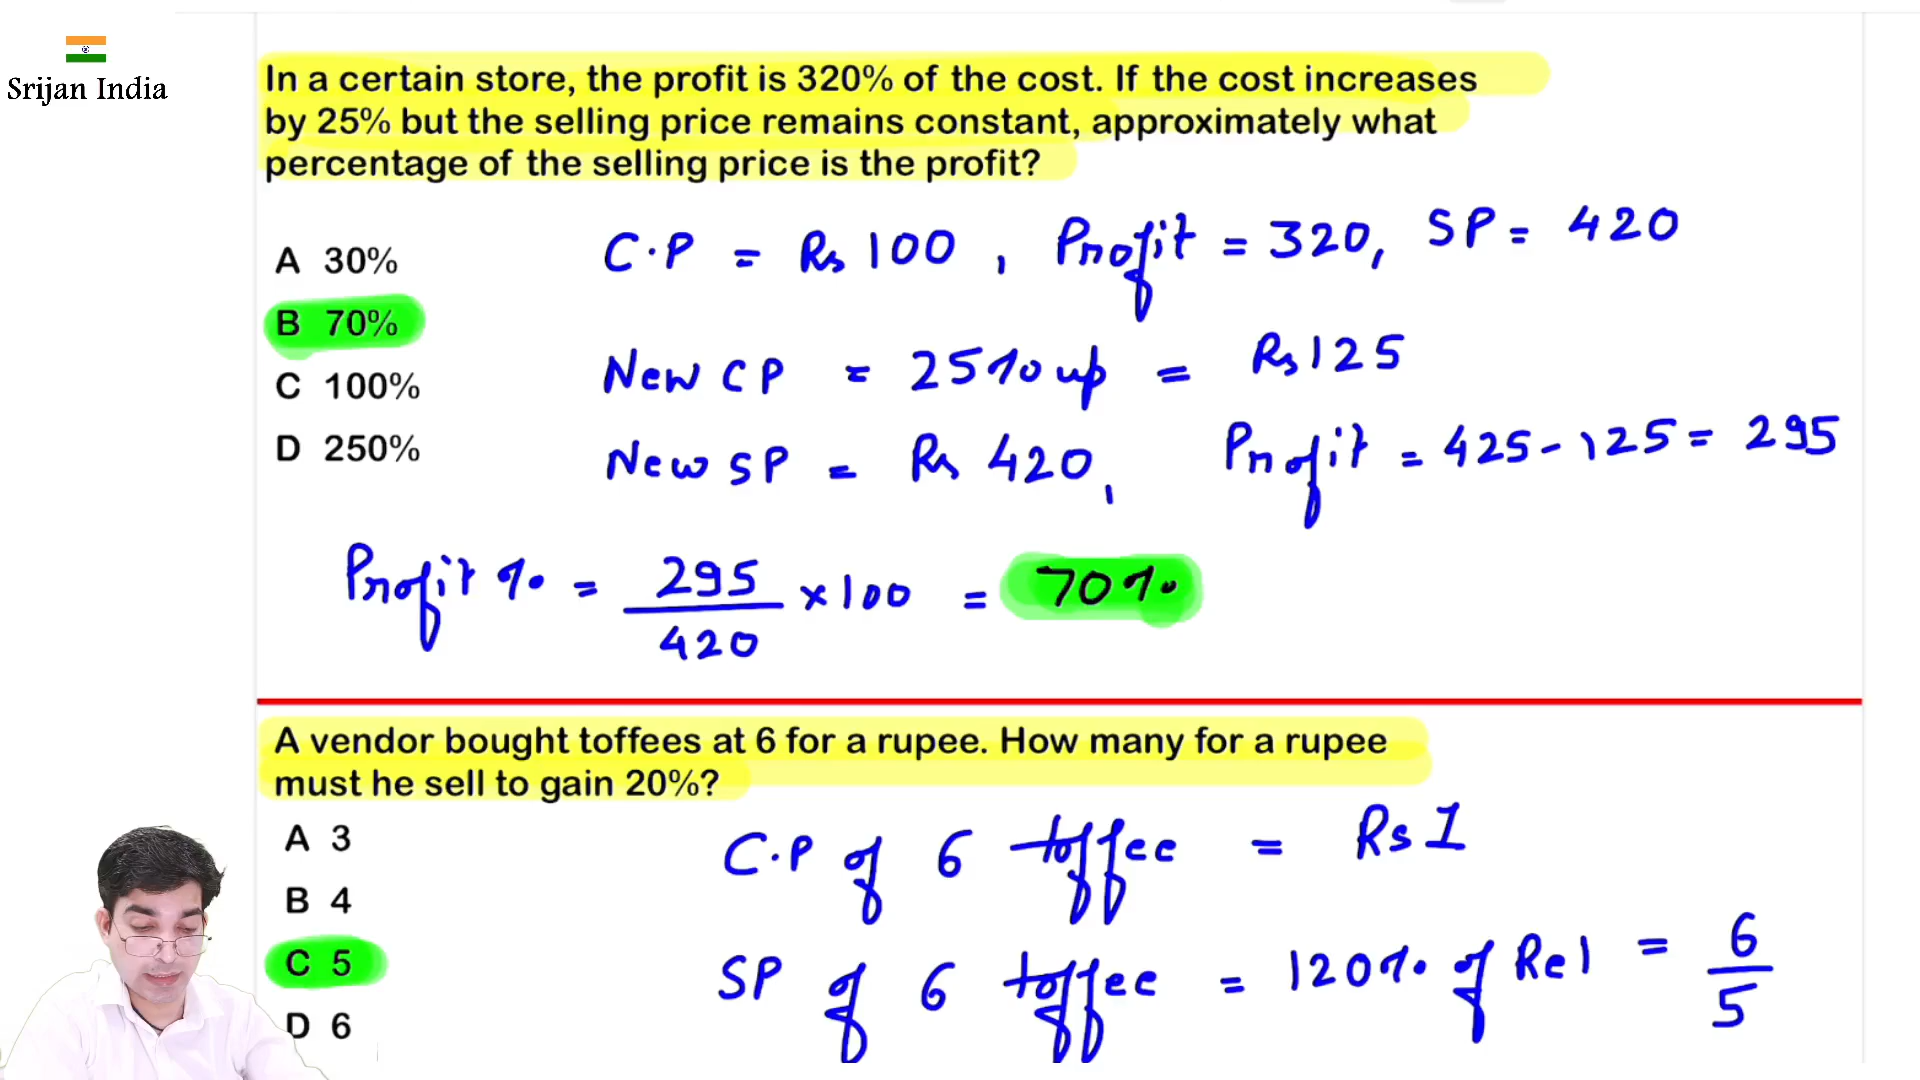 Srijan India
In a certain store, the profit is 320% of the cost. If the cost increases
by 25% but the selling price remains constant, approximately what
percentage of the selling price is the profit?
A 30%
B 70%
C 100%
D 250%
C.P = Rs 100, Profit = 320, SP = 420
New CP = 25% up = Rs 125
New SP = Rs 420, Profit = 425 - 125 = 295
Profit % = 295/420 × 100 = 70%
A vendor bought toffees at 6 for a rupee. How many for a rupee
must he sell to gain 20%?
A 3
B 4
C 5
D 6
C.P of 6 toffee = Rs 1
SP of 6 toffee = 120% of Re 1 = 6/5